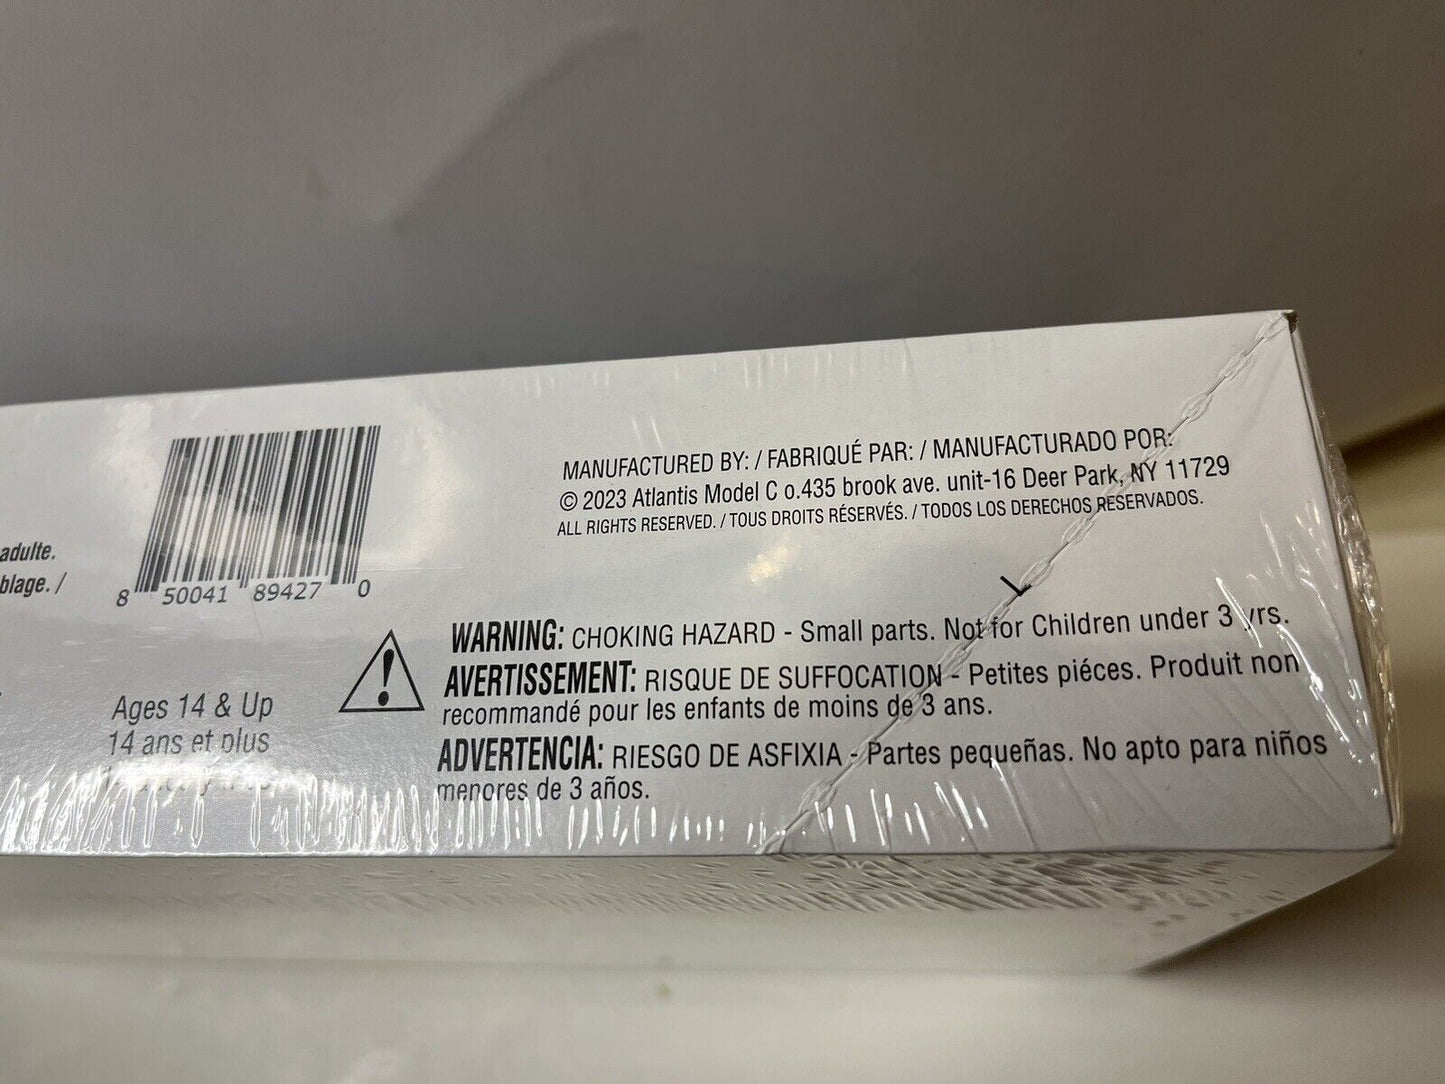 adulte.
blage. /
8 50041 89427 0
MANUFACTURED BY: / FABRIQUÉ PAR: / MANUFACTURADO POR:
© 2023 Atlantis Model C o.435 brook ave. unit-16 Deer Park, NY 11729
ALL RIGHTS RESERVED. / TOUS DROITS RÉSERVÉS. / TODOS LOS DERECHOS RESERVADOS.
WARNING: CHOKING HAZARD - Small parts. Not for Children under 3 yrs.
AVERTISSEMENT: RISQUE DE SUFFOCATION - Petites piéces. Produit non
recommandé pour les enfants de moins de 3 ans.
ADVERTENCIA: RIESGO DE ASFIXIA - Partes pequeñas. No apto para niños
menores de 3 años.
Ages 14 & Up
14 ans et plus